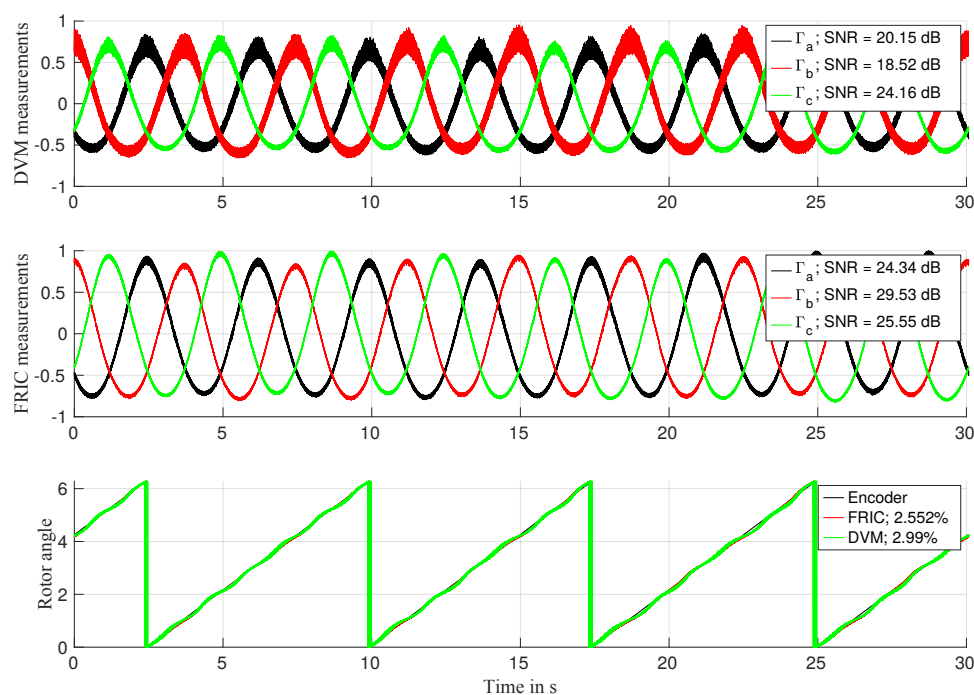 1
0.5
0
-0.5
-1
DVM measurements
Γa; SNR = 20.15 dB
Γb; SNR = 18.52 dB
Γc; SNR = 24.16 dB
0 5 10 15 20 25 30
1
0.5
0
-0.5
-1
FRIC measurements
Γa; SNR = 24.34 dB
Γb; SNR = 29.53 dB
Γc; SNR = 25.55 dB
0 5 10 15 20 25 30
6
4
2
0
Rotor angle
Encoder
FRIC; 2.552%
DVM; 2.99%
0 5 10 15 20 25 30
Time in s